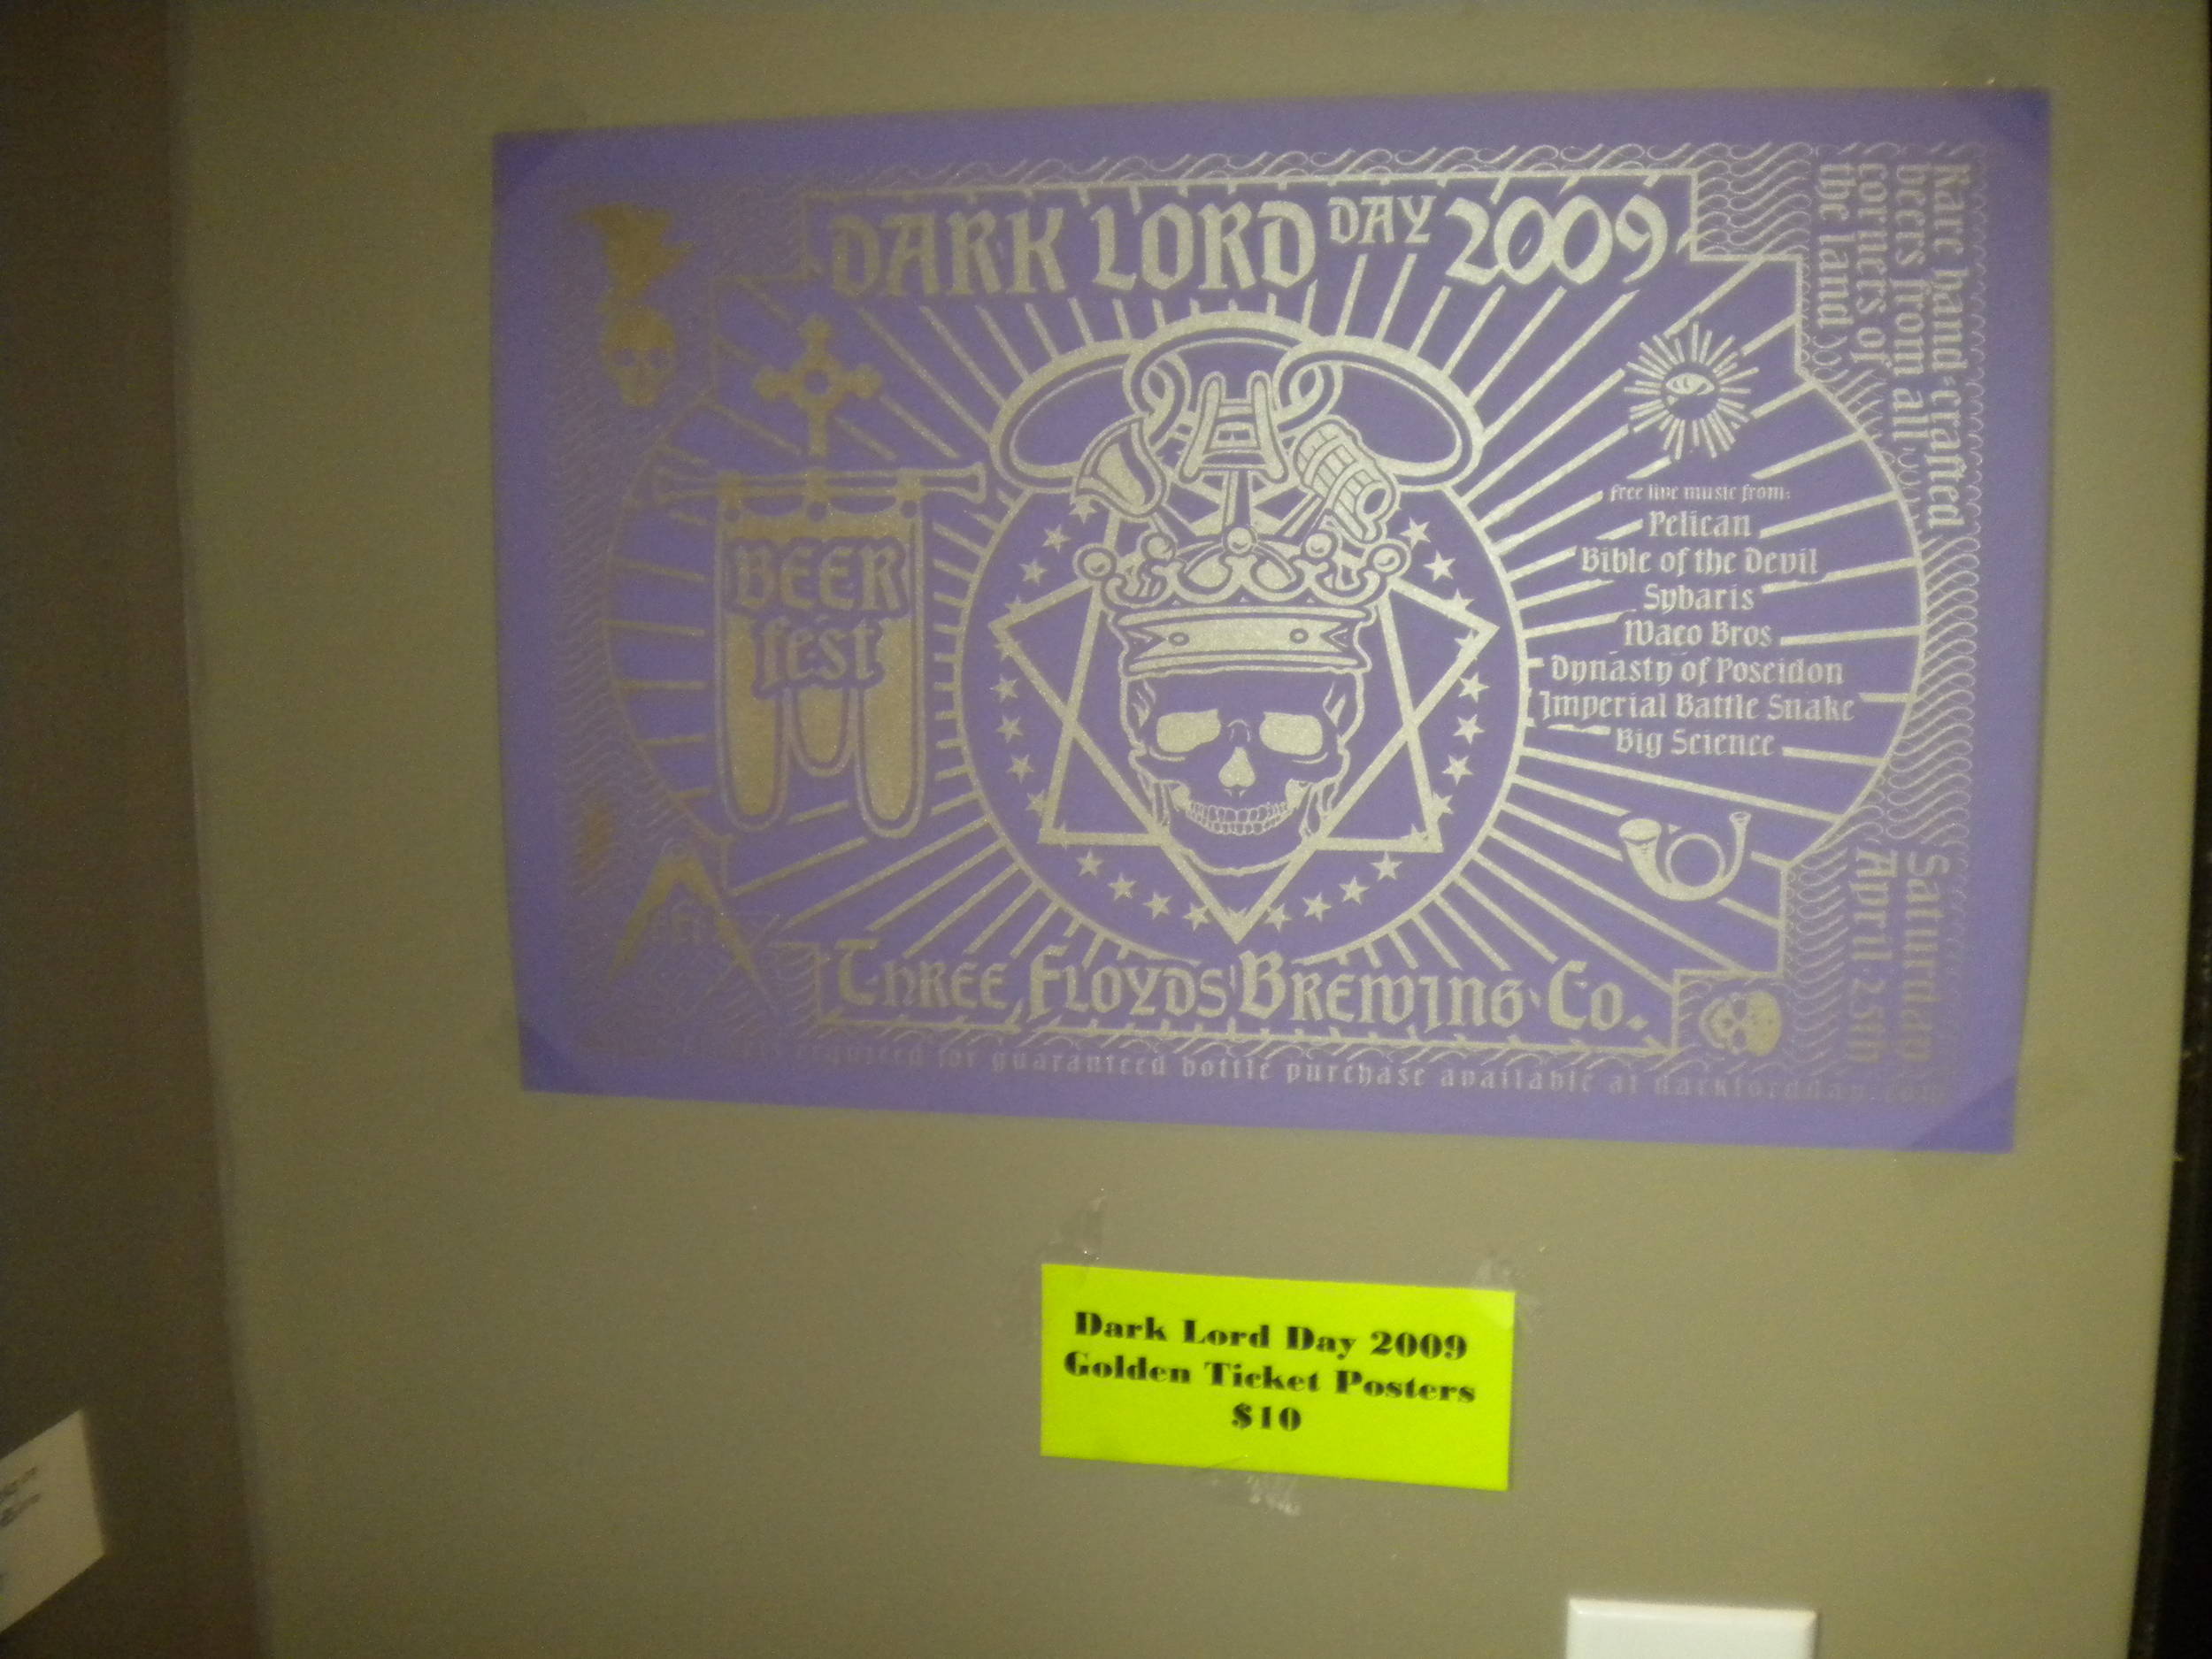 DARK LORD DAY 2009
Rare hand-crafted
beers from all
corners of
the land
BEER
fest
free live music from:
Pelican
Bible of the Devil
Sybaris
Waco Bros
Dynasty of Poseidon
Imperial Battle Snake
Big Science
Saturday
April 25th
THREE FLOYDS BREWING CO.
required for guaranteed bottle purchase available at darklordday.com
Dark Lord Day 2009
Golden Ticket Posters
$10